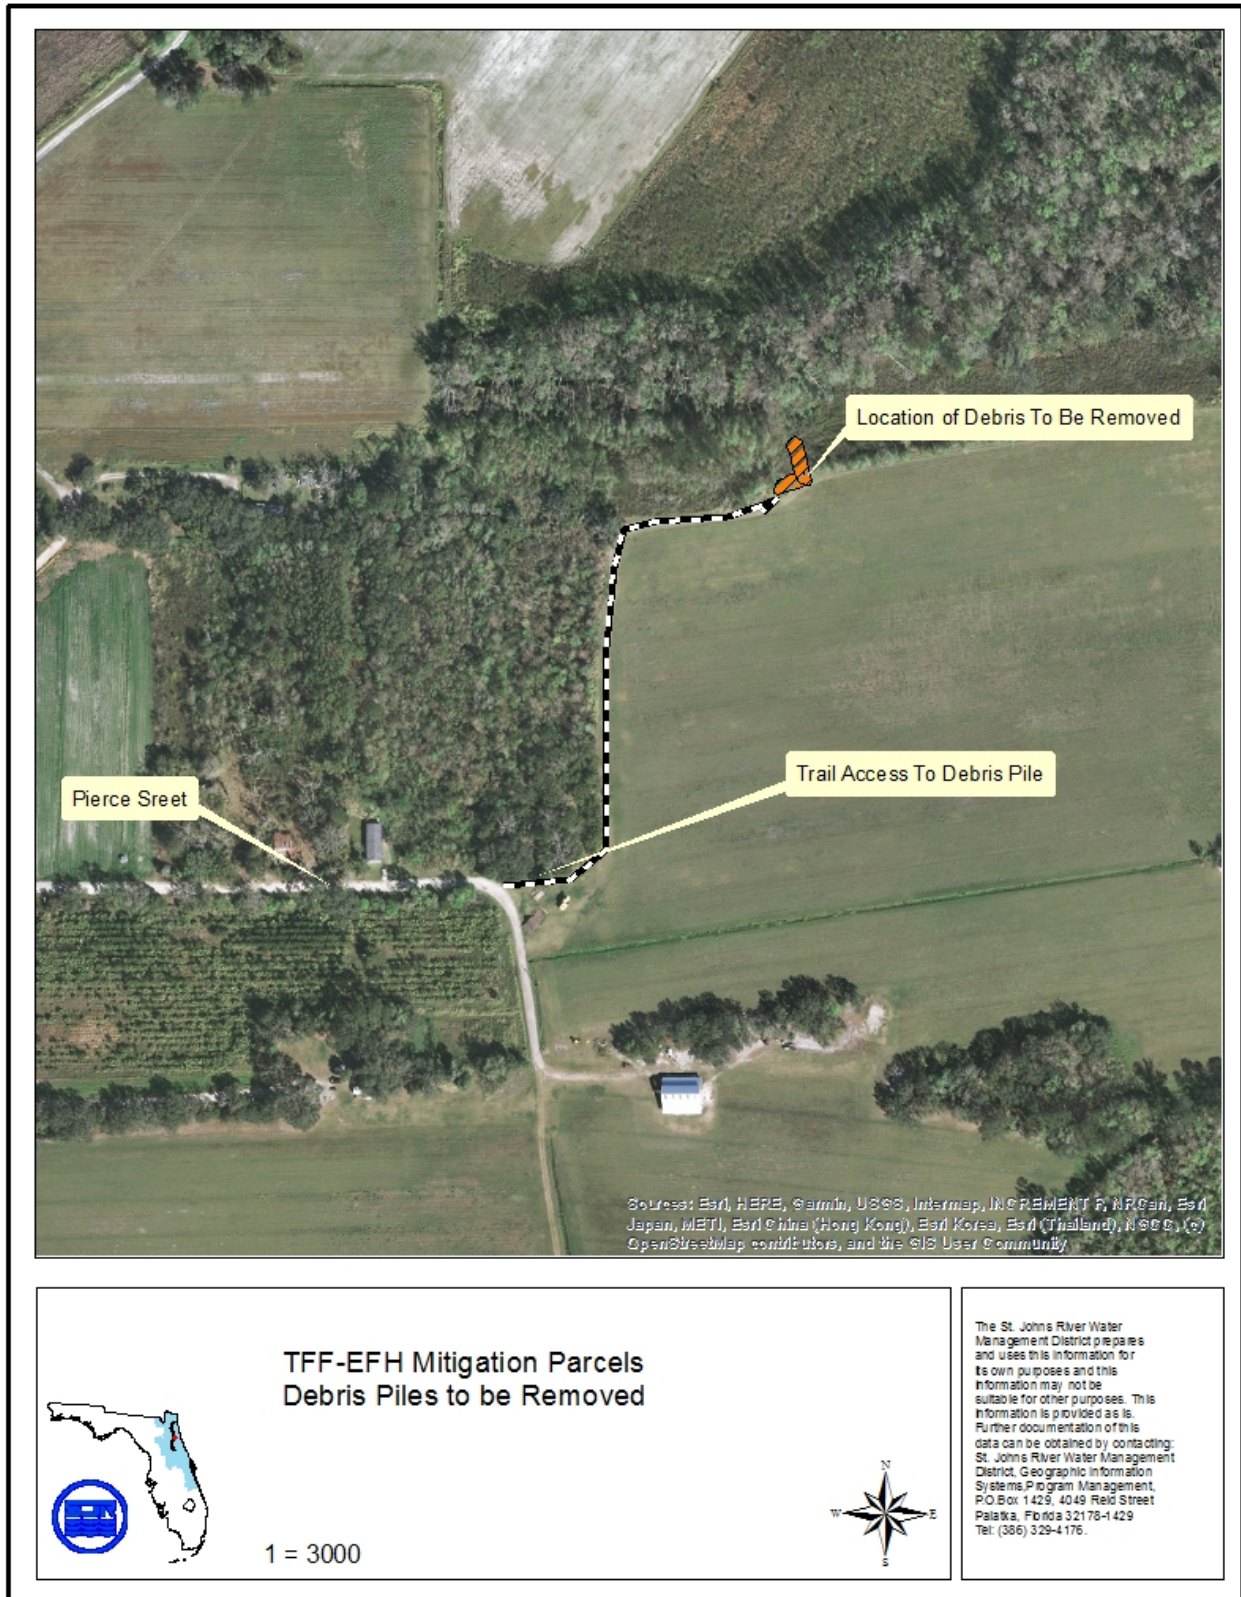 Location of Debris To Be Removed
Trail Access To Debris Pile
Pierce Sreet
Sources: Esri, HERE, Garmin, USGS, Intermap, INCREMENT P, NRCan, Esri
Japan, METI, Esri China (Hong Kong), Esri Korea, Esri (Thailand), NGCC, (c)
OpenStreetMap contributors, and the GIS User Community
TFF-EFH Mitigation Parcels
Debris Piles to be Removed
1 = 3000
N
W
E
S
The St. Johns River Water
Management District prepares
and uses this information for
its own purposes and this
information may not be
suitable for other purposes. This
information is provided as is.
Further documentation of this
data can be obtained by contacting:
St. Johns River Water Management
District, Geographic Information
Systems,Program Management,
P.O.Box 1429, 4049 Reid Street
Palatka, Florida 32178-1429
Tel: (386) 329-4176.